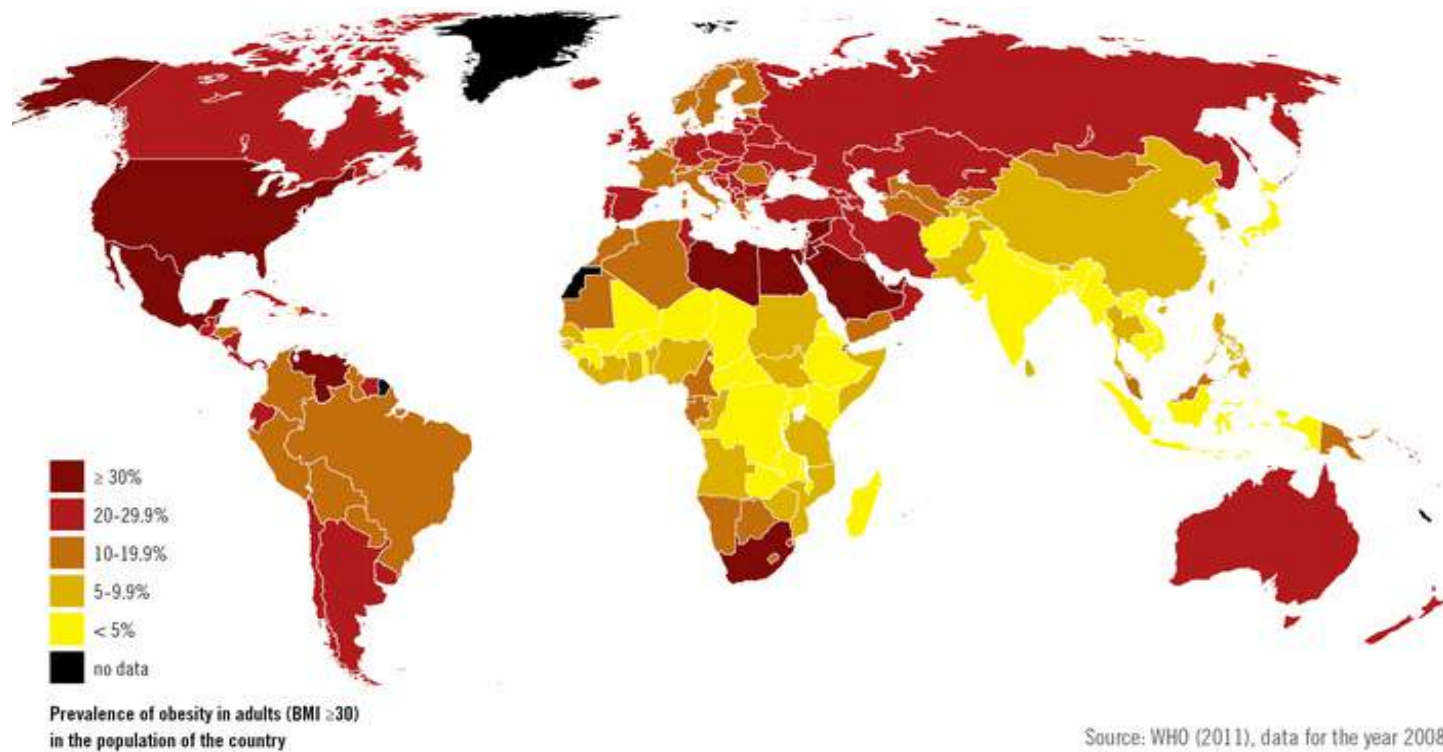 ≥ 30%
20-29.9%
10-19.9%
5-9.9%
< 5%
no data
Prevalence of obesity in adults (BMI ≥30)
in the population of the country
Source: WHO (2011), data for the year 2008